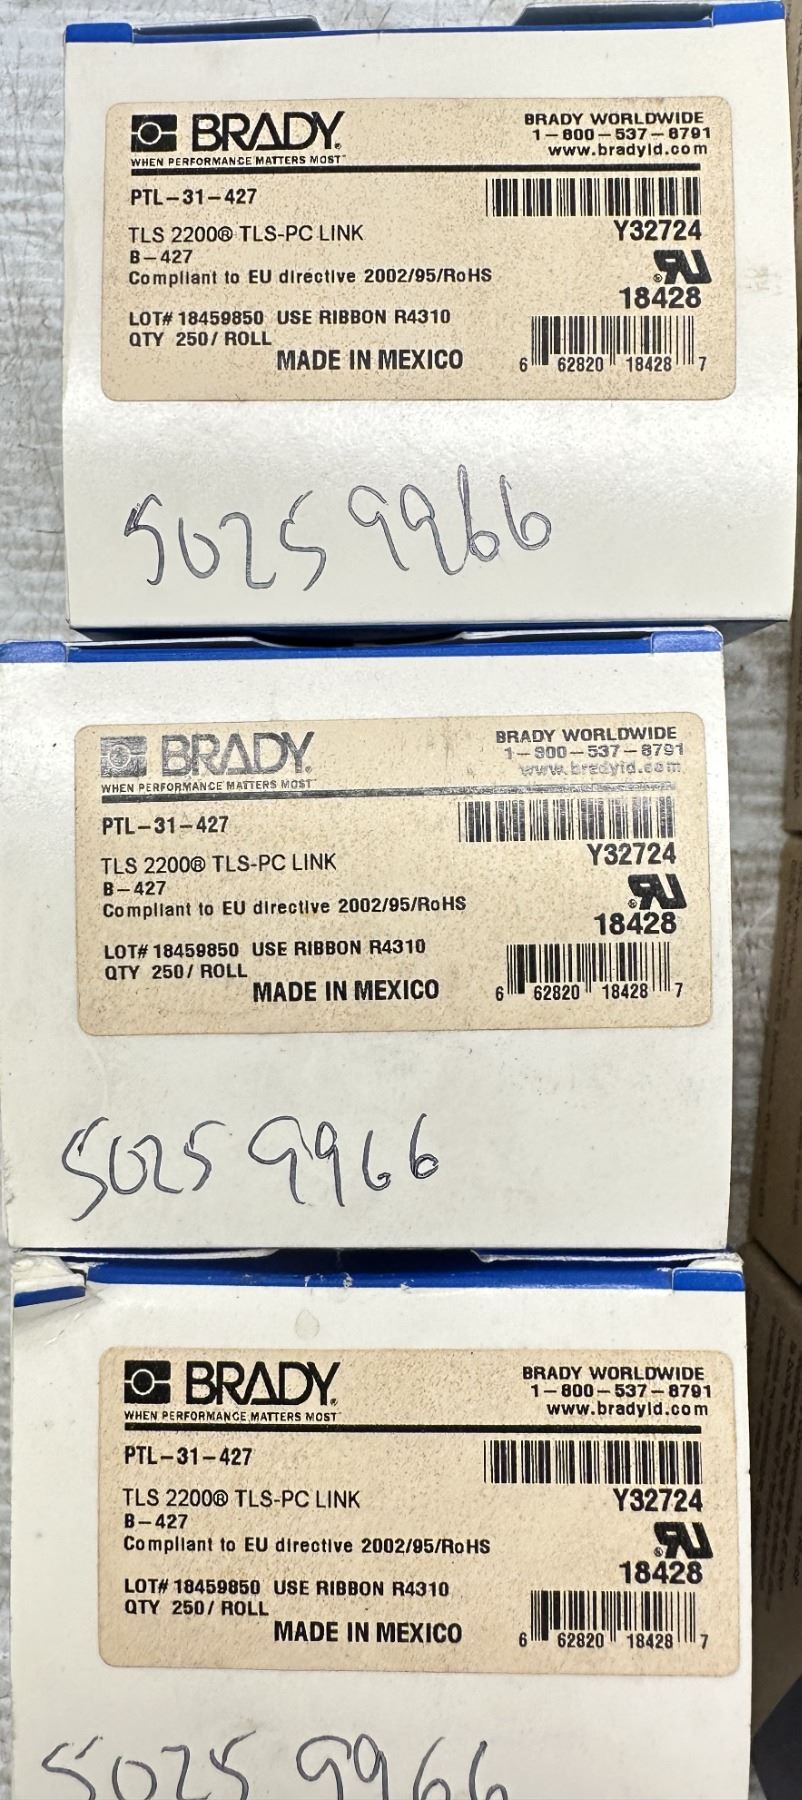 BRADY®
WHEN PERFORMANCE MATTERS MOST™
BRADY WORLDWIDE
1-800-537-8791
www.bradyid.com
PTL-31-427
Y32724
TLS 2200® TLS-PC LINK
B-427
Compliant to EU directive 2002/95/RoHS
18428
LOT# 18459850 USE RIBBON R4310
QTY 250/ ROLL
MADE IN MEXICO
6 62820 18428 7
50259966
BRADY®
WHEN PERFORMANCE MATTERS MOST™
BRADY WORLDWIDE
1-800-537-8791
www.bradyid.com
PTL-31-427
Y32724
TLS 2200® TLS-PC LINK
B-427
Compliant to EU directive 2002/95/RoHS
18428
LOT# 18459850 USE RIBBON R4310
QTY 250/ ROLL
MADE IN MEXICO
6 62820 18428 7
50259966
BRADY®
WHEN PERFORMANCE MATTERS MOST™
BRADY WORLDWIDE
1-800-537-8791
www.bradyid.com
PTL-31-427
Y32724
TLS 2200® TLS-PC LINK
B-427
Compliant to EU directive 2002/95/RoHS
18428
LOT# 18459850 USE RIBBON R4310
QTY 250/ ROLL
MADE IN MEXICO
6 62820 18428 7
50259966